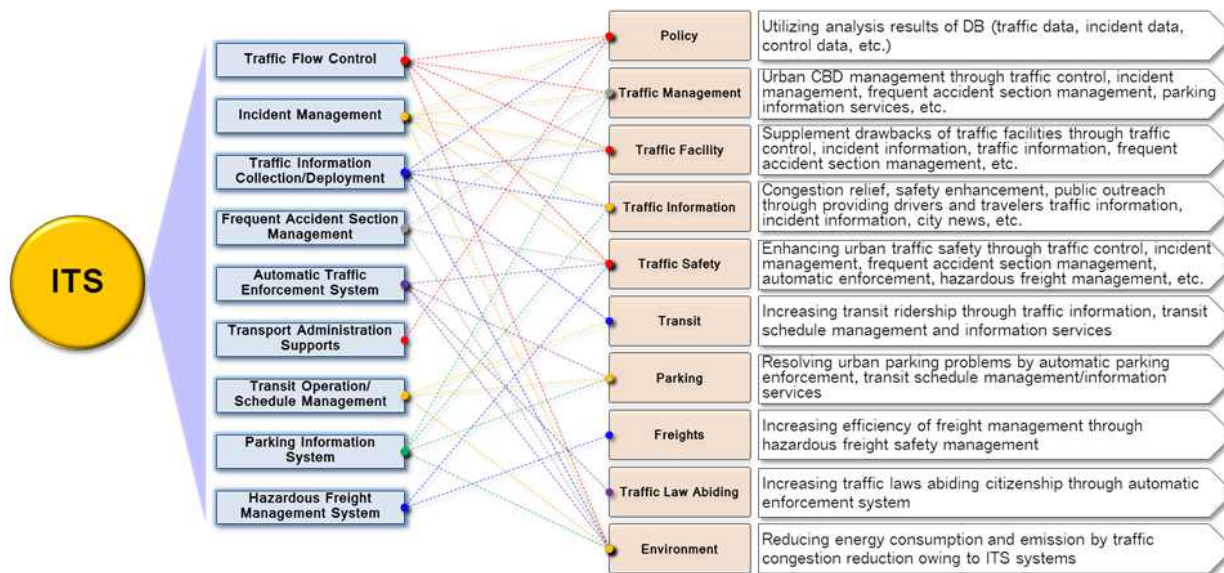 ITS
Traffic Flow Control
Incident Management
Traffic Information
Collection/Deployment
Frequent Accident Section
Management
Automatic Traffic
Enforcement System
Transport Administration
Supports
Transit Operation/
Schedule Management
Parking Information
System
Hazardous Freight
Management System
Policy
Utilizing analysis results of DB (traffic data, incident data,
control data, etc.)
Traffic Management
Urban CBD management through traffic control, incident
management, frequent accident section management, parking
information services, etc.
Traffic Facility
Supplement drawbacks of traffic facilities through traffic
control, incident information, traffic information, frequent
accident section management, etc.
Traffic Information
Congestion relief, safety enhancement, public outreach
through providing drivers and travelers traffic information,
incident information, city news, etc.
Traffic Safety
Enhancing urban traffic safety through traffic control, incident
management, frequent accident section management,
automatic enforcement, hazardous freight management, etc.
Transit
Increasing transit ridership through traffic information, transit
schedule management and information services
Parking
Resolving urban parking problems by automatic parking
enforcement, transit schedule management/information
services
Freights
Increasing efficiency of freight management through
hazardous freight safety management
Traffic Law Abiding
Increasing traffic laws abiding citizenship through automatic
enforcement system
Environment
Reducing energy consumption and emission by traffic
congestion reduction owing to ITS systems